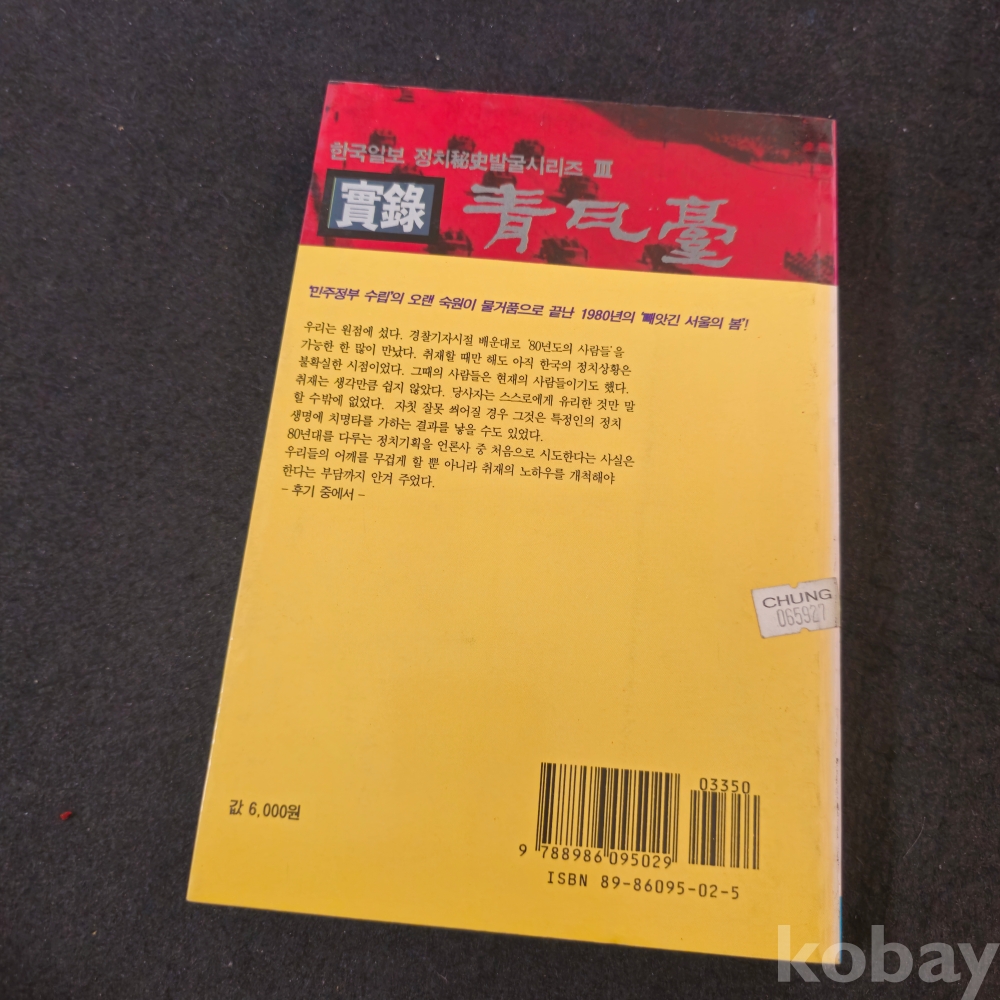 한국일보 정치秘史발굴시리즈 Ⅲ
實錄 靑瓦臺
'민주정부 수립'의 오랜 숙원이 물거품으로 끝난 1980년의 '빼앗긴 서울의 봄'!
우리는 원점에 섰다. 경찰기자시절 배운대로 '80년도의 사람들'을
가능한 한 많이 만났다. 취재할 때만 해도 아직 한국의 정치상황은
불확실한 시점이었다. 그때의 사람들은 현재의 사람들이기도 했다.
취재는 생각만큼 쉽지 않았다. 당사자는 스스로에게 유리한 것만 말
할 수밖에 없었다. 자칫 잘못 씌어질 경우 그것은 특정인의 정치
생명에 치명타를 가하는 결과를 낳을 수도 있었다.
80년대를 다루는 정치기획을 언론사 중 처음으로 시도한다는 사실은
우리들의 어깨를 무겁게 할 뿐 아니라 취재의 노하우를 개척해야
한다는 부담까지 안겨 주었다.
- 후기 중에서 -
CHUNG
065927
값 6,000원
03350
9 788986 095029
ISBN 89-86095-02-5
kobay